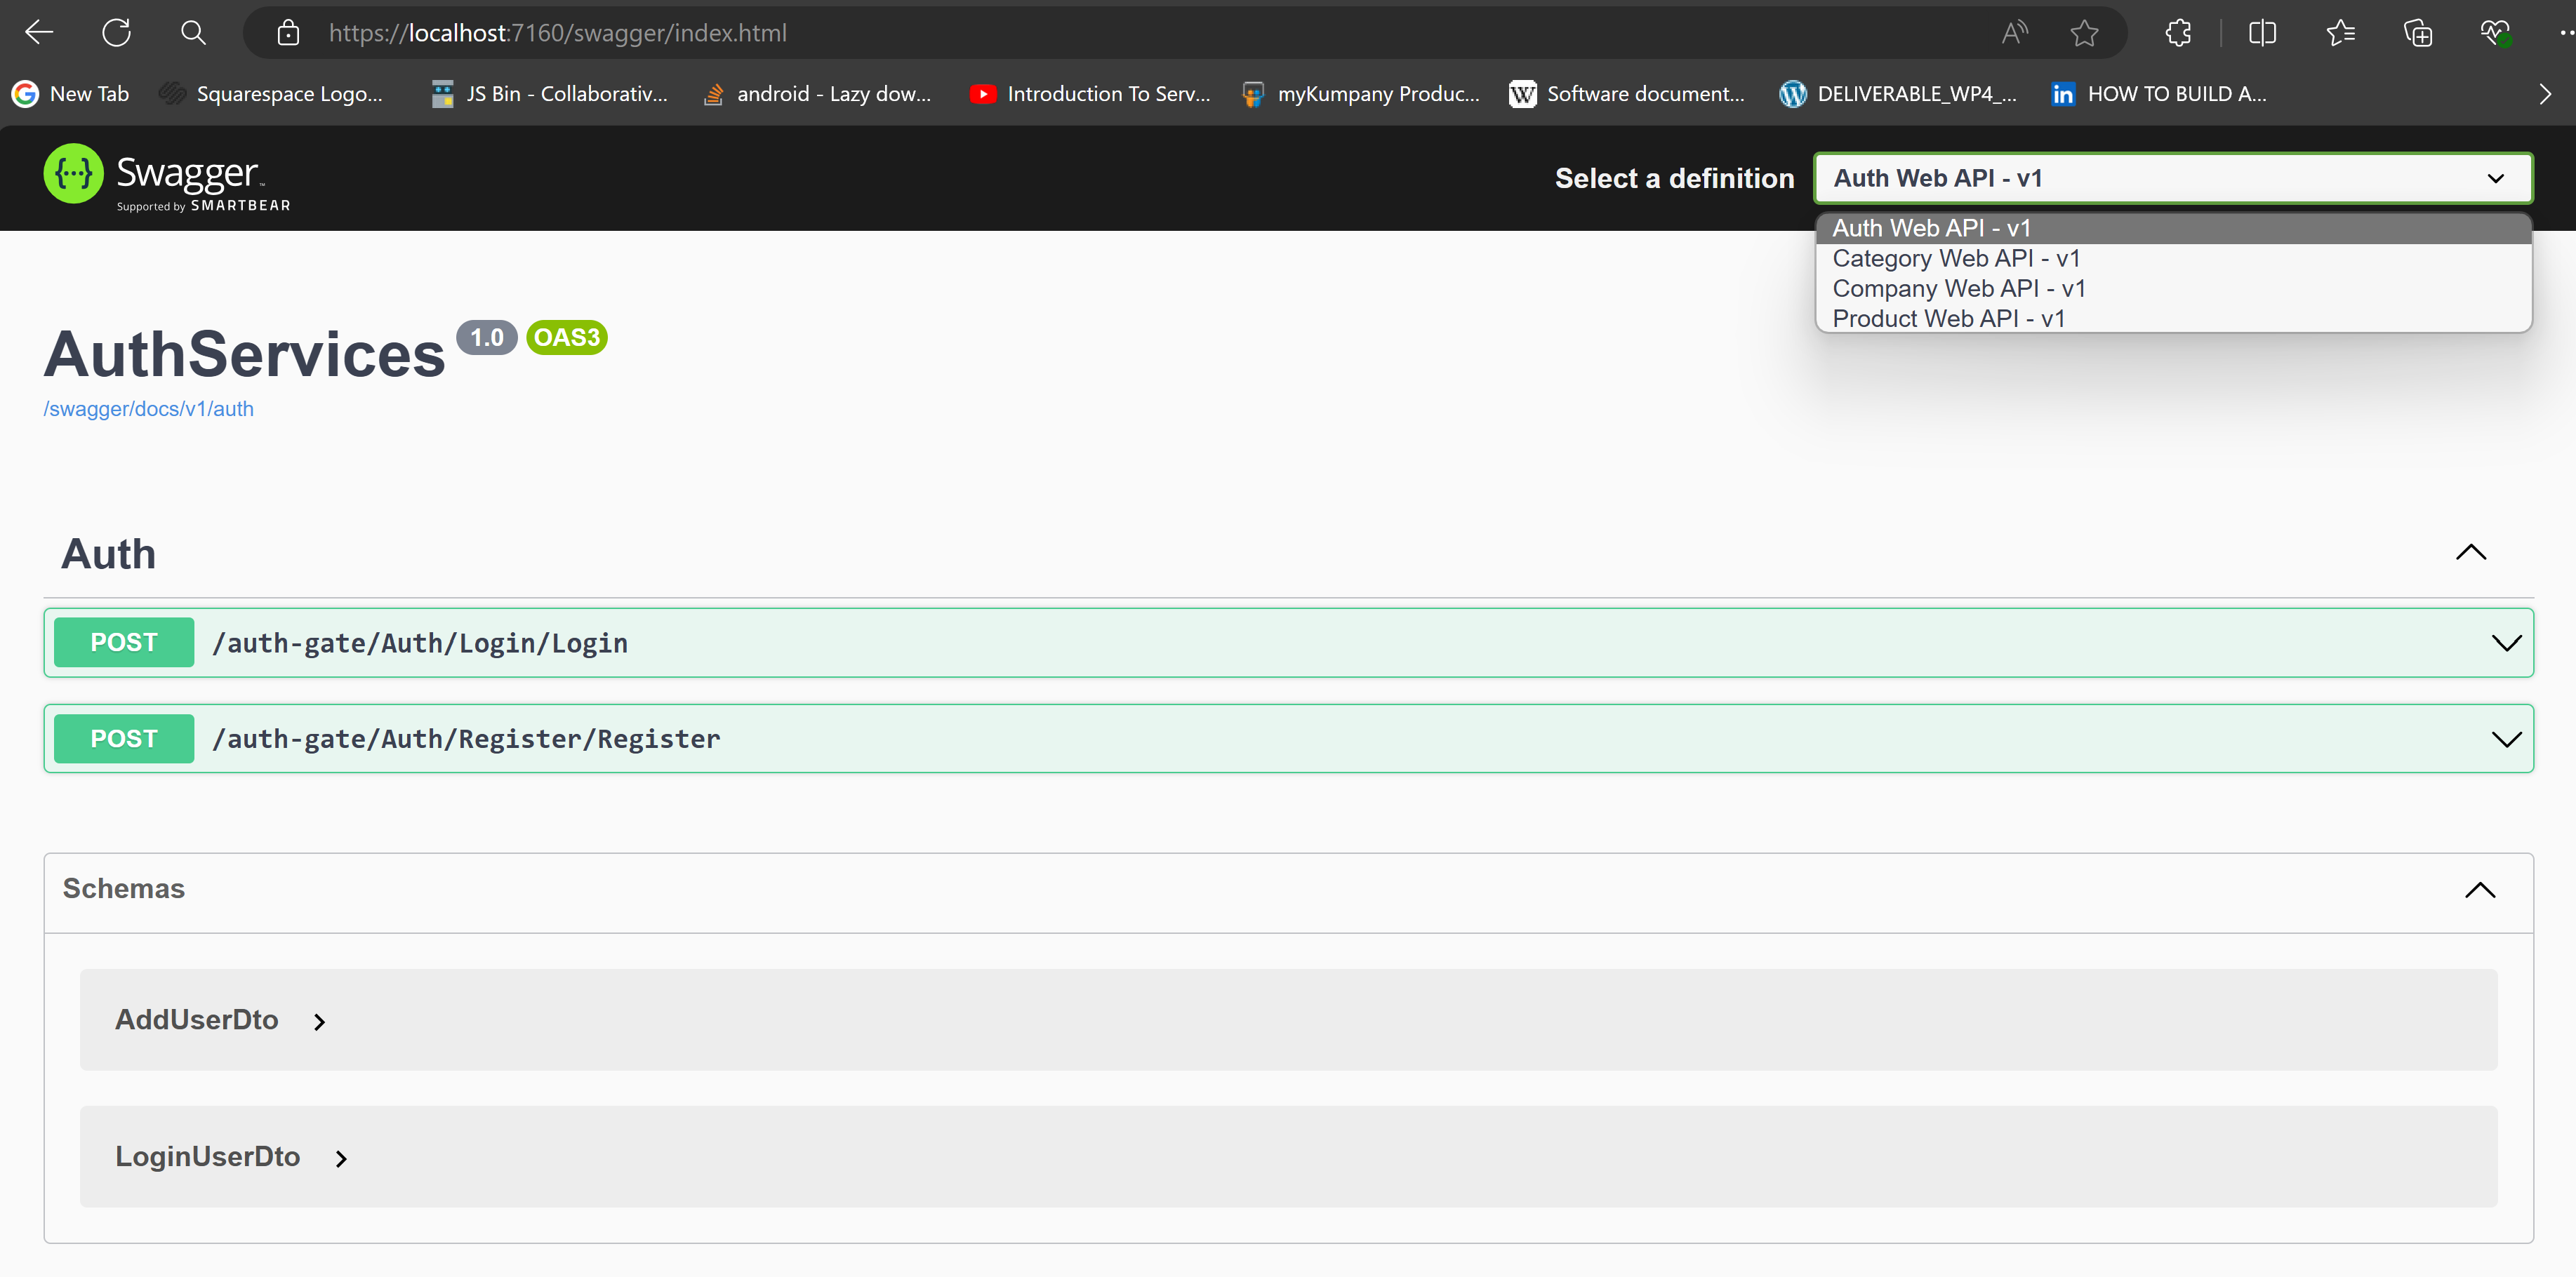 https://localhost:7160/swagger/index.html
New Tab
Squarespace Logo...
JS Bin - Collaborativ...
android - Lazy dow...
Introduction To Serv...
myKumpany Produc...
Software document...
DELIVERABLE_WP4_...
HOW TO BUILD A...
Swagger
Supported by SMARTBEAR
Select a definition
Auth Web API - v1
Auth Web API - v1
Category Web API - v1
Company Web API - v1
Product Web API - v1
AuthServices 1.0 OAS3
/swagger/docs/v1/auth
Auth
POST /auth-gate/Auth/Login/Login
POST /auth-gate/Auth/Register/Register
Schemas
AddUserDto
LoginUserDto